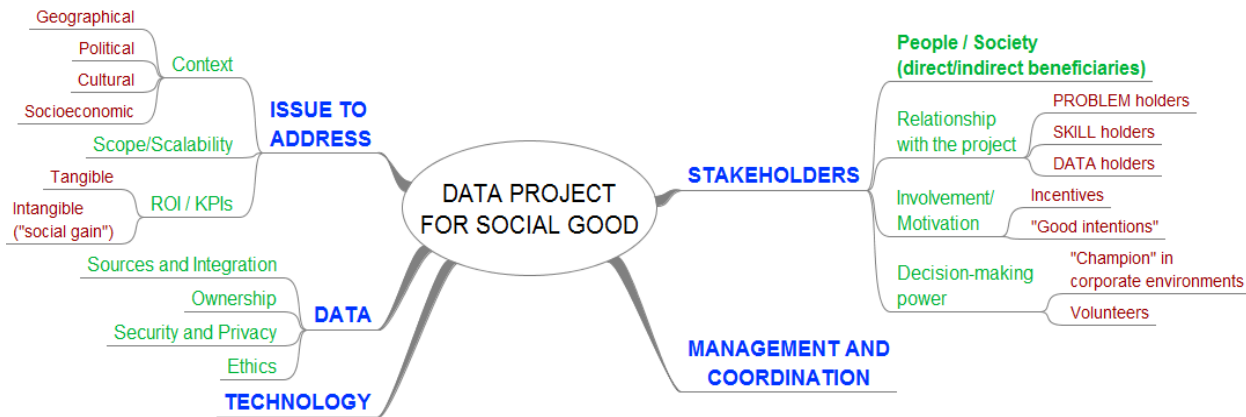 DATA PROJECT
FOR SOCIAL GOOD
ISSUE TO
ADDRESS
Context
Geographical
Political
Cultural
Socioeconomic
Scope/Scalability
ROI / KPIs
Tangible
Intangible
("social gain")
DATA
Sources and Integration
Ownership
Security and Privacy
Ethics
TECHNOLOGY
STAKEHOLDERS
People / Society
(direct/indirect beneficiaries)
Relationship
with the project
PROBLEM holders
SKILL holders
DATA holders
Involvement/
Motivation
Incentives
"Good intentions"
Decision-making
power
"Champion" in
corporate environments
Volunteers
MANAGEMENT AND
COORDINATION